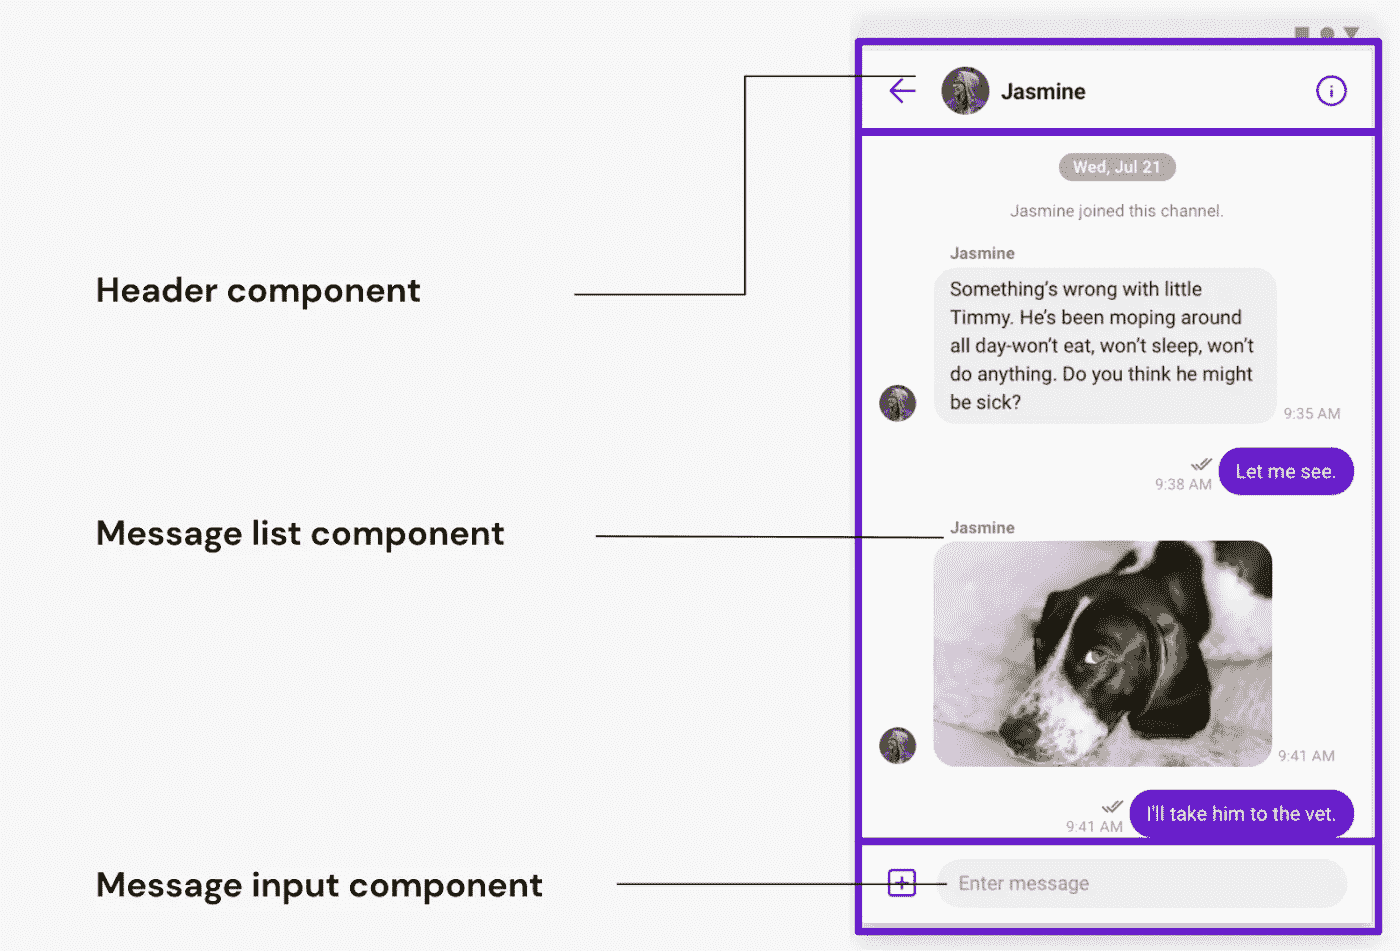 Header component
Message list component
Message input component
Jasmine
Wed, Jul 21
Jasmine joined this channel.
Jasmine
Something's wrong with little
Timmy. He's been moping around
all day-won't eat, won't sleep, won't
do anything. Do you think he might
be sick?
9:35 AM
Let me see.
9:38 AM
Jasmine
9:41 AM
I'll take him to the vet.
9:41 AM
Enter message